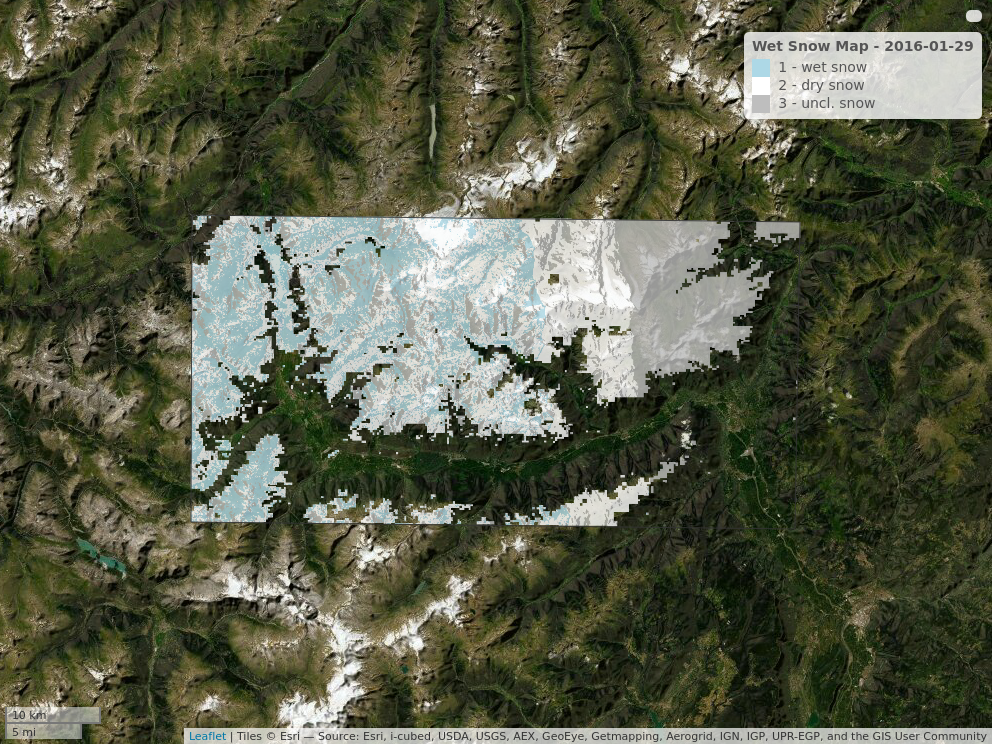 Wet Snow Map - 2016-01-29
1 - wet snow
2 - dry snow
3 - uncl. snow
10 km
5 mi
Leaflet | Tiles © Esri — Source: Esri, i-cubed, USDA, USGS, AEX, GeoEye, Getmapping, Aerogrid, IGN, IGP, UPR-EGP, and the GIS User Community